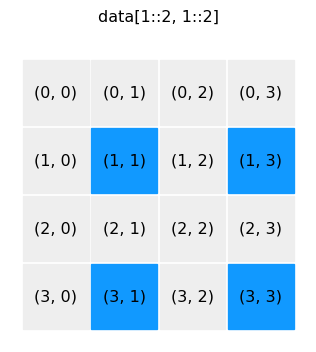 data[1::2, 1::2]
(0, 0) (0, 1) (0, 2) (0, 3)
(1, 0) (1, 1) (1, 2) (1, 3)
(2, 0) (2, 1) (2, 2) (2, 3)
(3, 0) (3, 1) (3, 2) (3, 3)